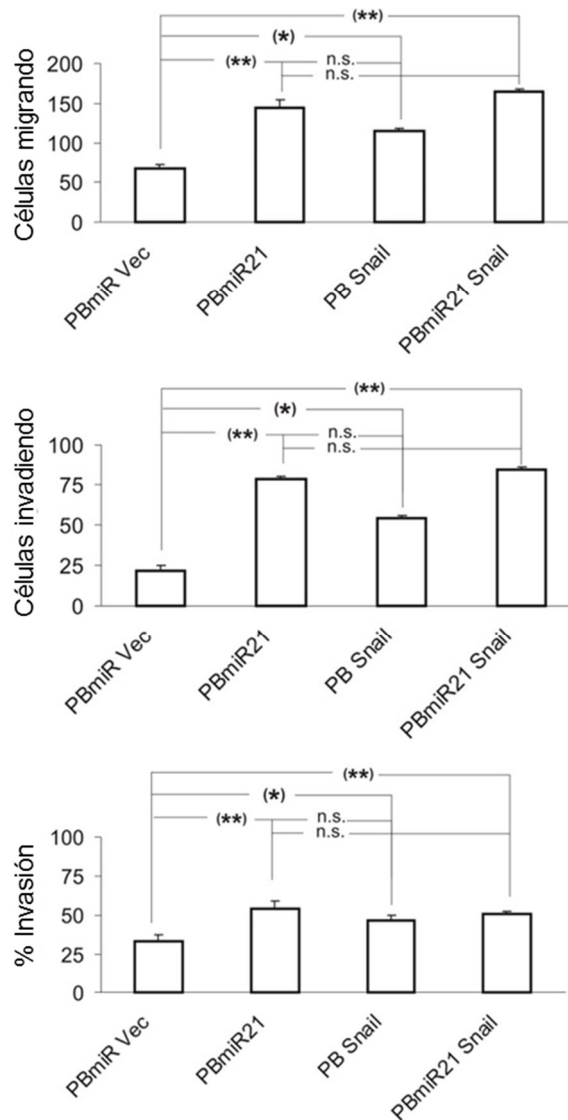 (**)
(*)
(**) n.s.
n.s.
Células migrando
200
150
100
50
0
PBmiR Vec
PBmiR21
PB Snail
PBmiR21 Snail
(**)
(*)
(**) n.s.
n.s.
Células invadiendo
100
75
50
25
0
PBmiR Vec
PBmiR21
PB Snail
PBmiR21 Snail
(**)
(*)
(**) n.s.
n.s.
% Invasión
100
75
50
25
0
PBmiR Vec
PBmiR21
PB Snail
PBmiR21 Snail